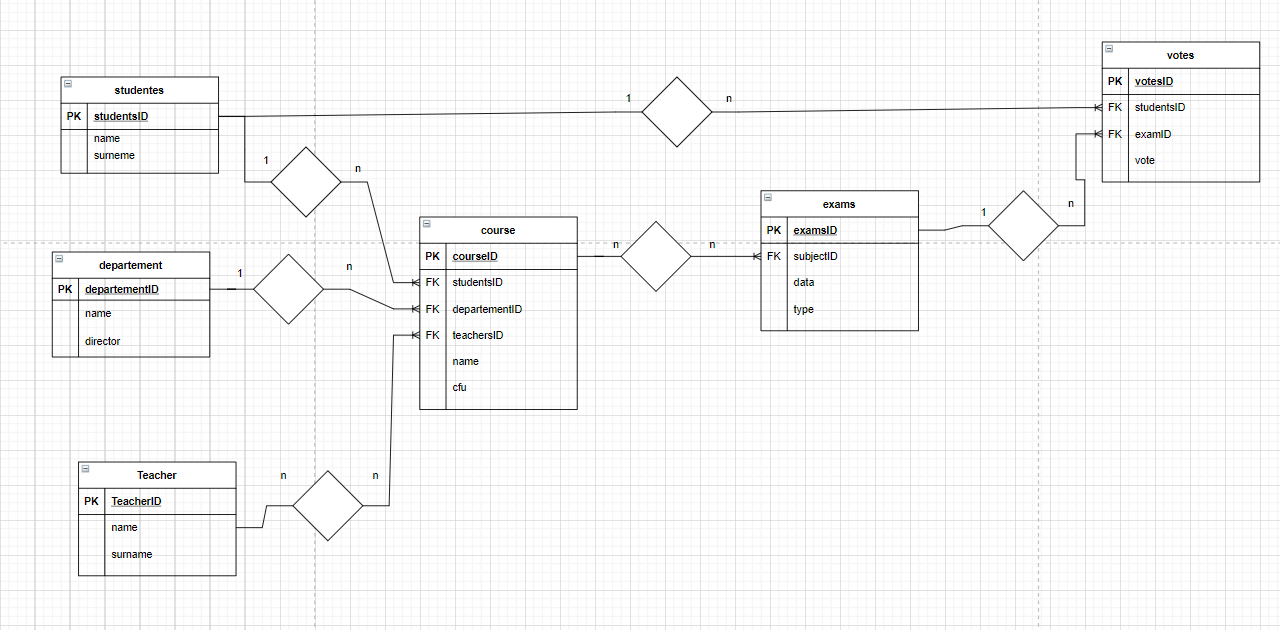 votes
PK votesID
FK studentsID
FK examID
vote
studentes
PK studentsID
name
surneme
1
n
1
n
exams
PK examsID
FK subjectID
data
type
1
n
course
PK courseID
FK studentsID
FK departementID
FK teachersID
name
cfu
n
n
departement
PK departementID
name
director
1
n
Teacher
PK TeacherID
name
surname
n
n